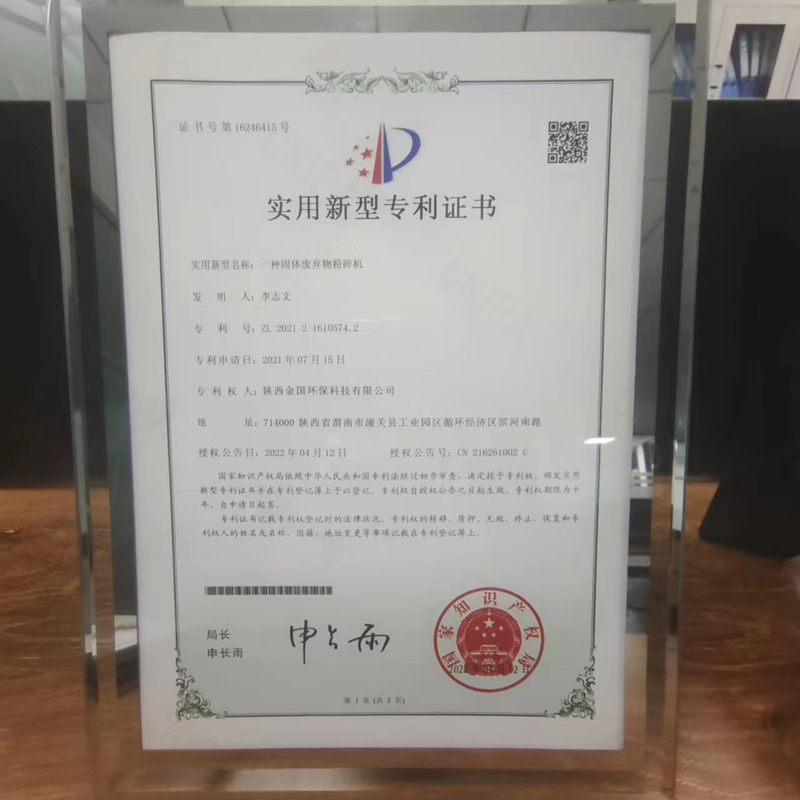 证书号第16246415号
实用新型专利证书
实用新型名称：一种固体废弃物粉碎机
发明人：李志文
专利号：ZL 2021 2 1610574.2
专利申请日：2021年07月15日
专利权人：陕西金国环保科技有限公司
地址：714000 陕西省渭南市潼关县工业园区循环经济区滨河南路
授权公告日：2022年04月12日 授权公告号：CN 216261002 U
国家知识产权局依照中华人民共和国专利法经过初步审查，决定授予专利权，颁发实用
新型专利证书并在专利登记簿上予以登记。专利权自授权公告之日起生效。专利权期限为十
年，自申请日起算。
专利证书记载专利权登记时的法律状况。专利权的转移、质押、无效、终止、恢复和专
利权人的姓名或名称、国籍、地址变更等事项记载在专利登记簿上。
局长
申长雨
申长雨
国家知识产权局
第1页（共2页）